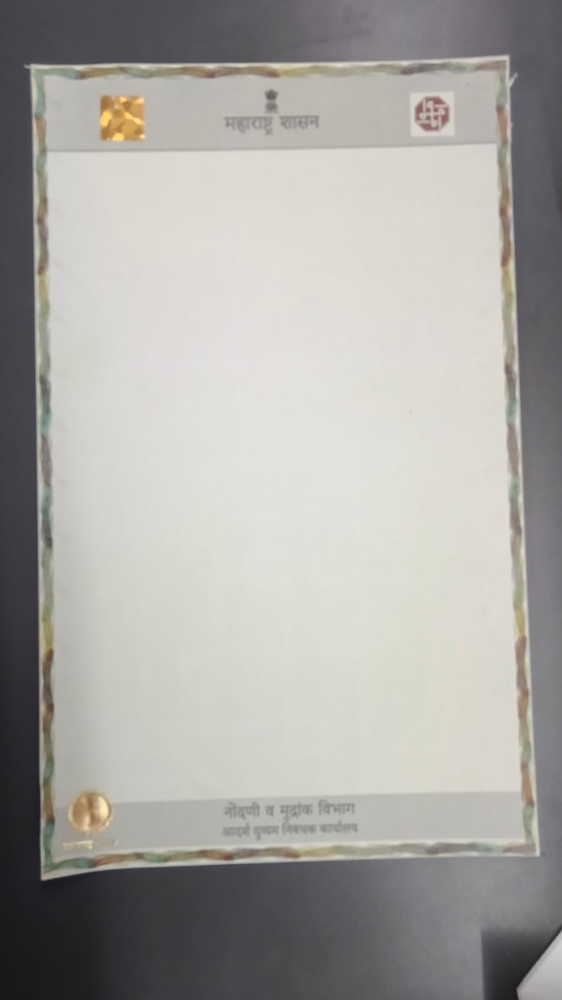 महाराष्ट्र शासन
नोंदणी व मुद्रांक विभाग
आदर्श दुय्यम निबंधक कार्यालय